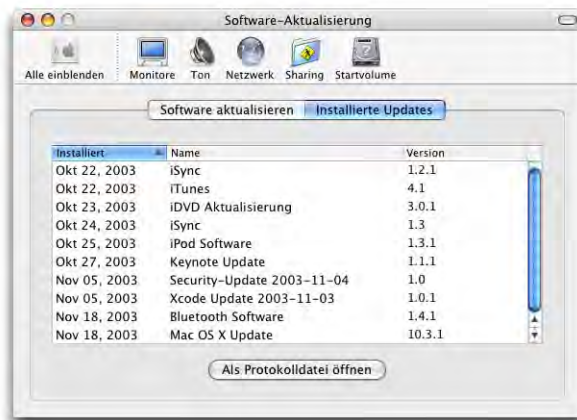 Software-Aktualisierung
Alle einblenden Monitore Ton Netzwerk Sharing Startvolume
Software aktualisieren Installierte Updates
Installiert Name Version
Okt 22, 2003 iSync 1.2.1
Okt 22, 2003 iTunes 4.1
Okt 23, 2003 iDVD Aktualisierung 3.0.1
Okt 24, 2003 iSync 1.3
Okt 25, 2003 iPod Software 1.3.1
Okt 27, 2003 Keynote Update 1.1.1
Nov 05, 2003 Security-Update 2003-11-04 1.0
Nov 05, 2003 Xcode Update 2003-11-03 1.0.1
Nov 18, 2003 Bluetooth Software 1.4.1
Nov 18, 2003 Mac OS X Update 10.3.1
Als Protokolldatei öffnen